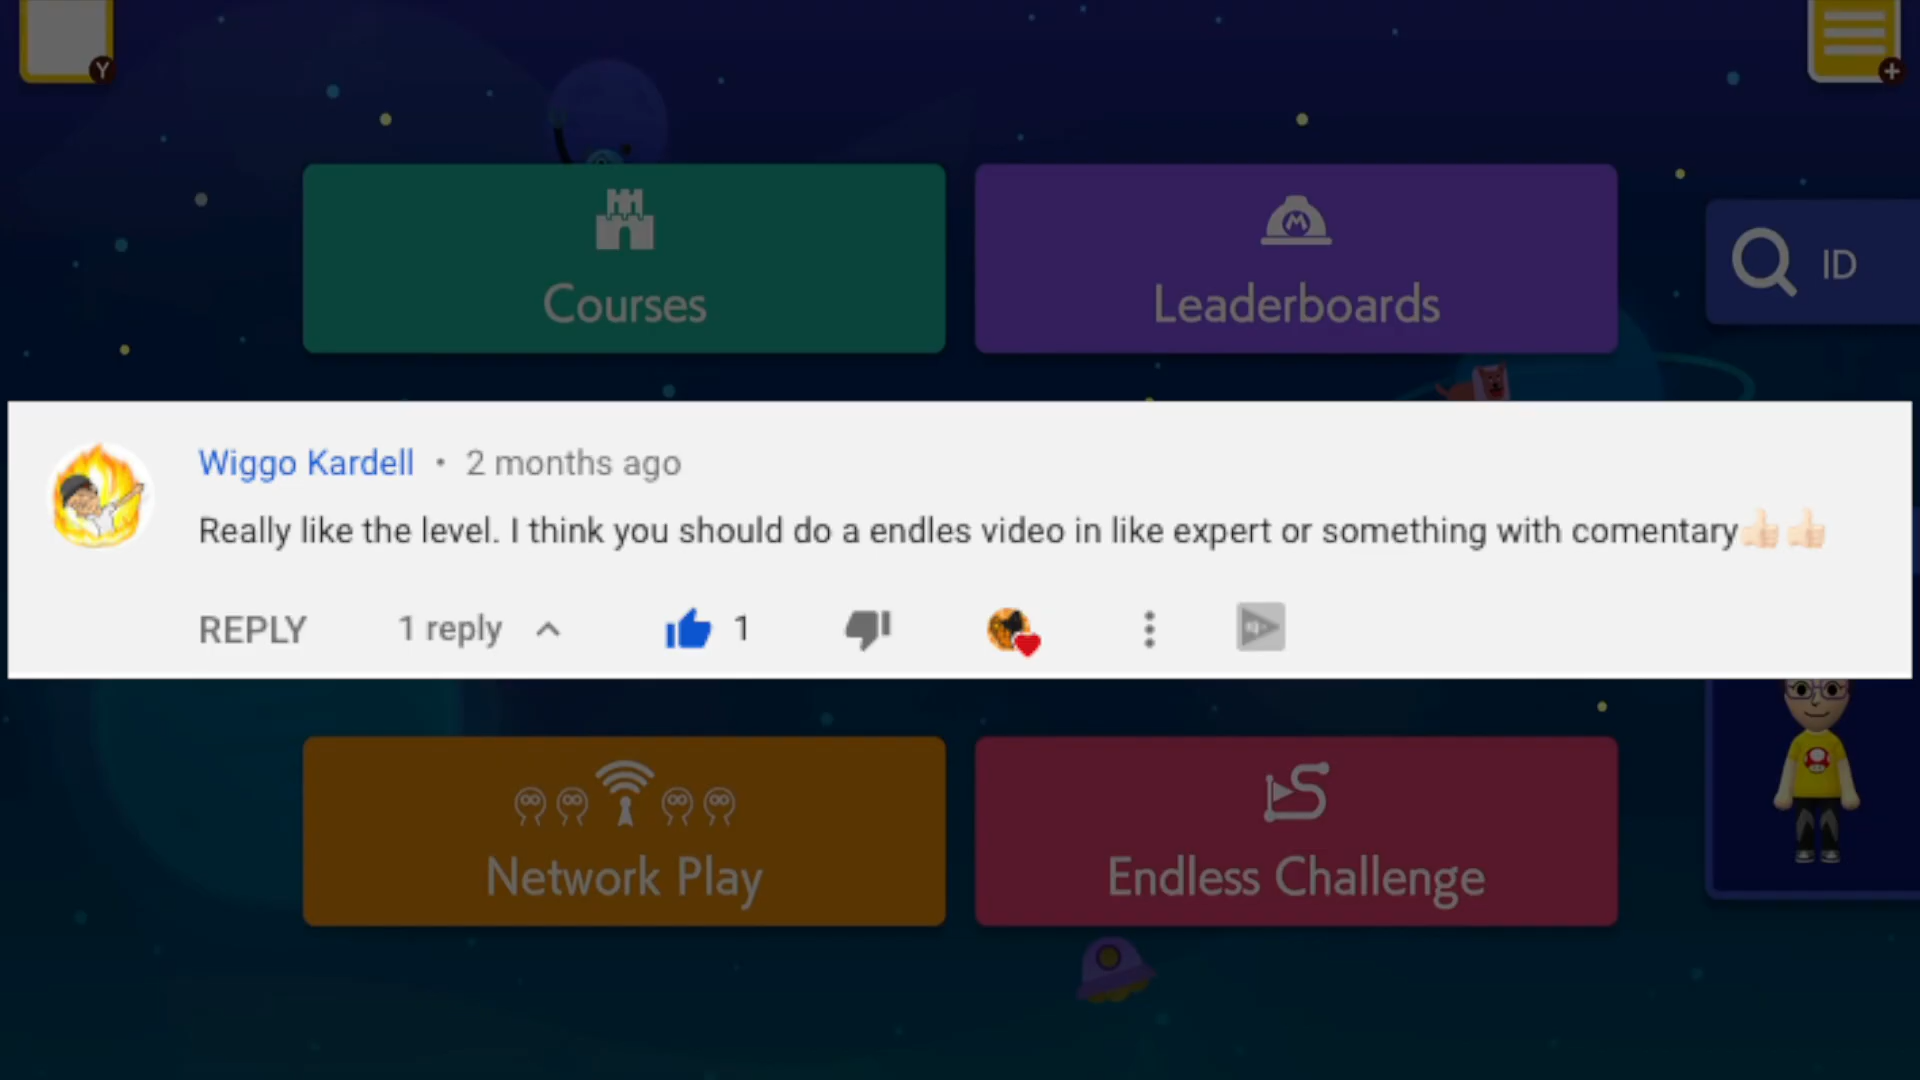 Y
+
M
Courses
Leaderboards
ID
Wiggo Kardell • 2 months ago
Really like the level. I think you should do a endles video in like expert or something with comentary👍🏻👍🏻
REPLY 1 reply 1
Network Play
Endless Challenge